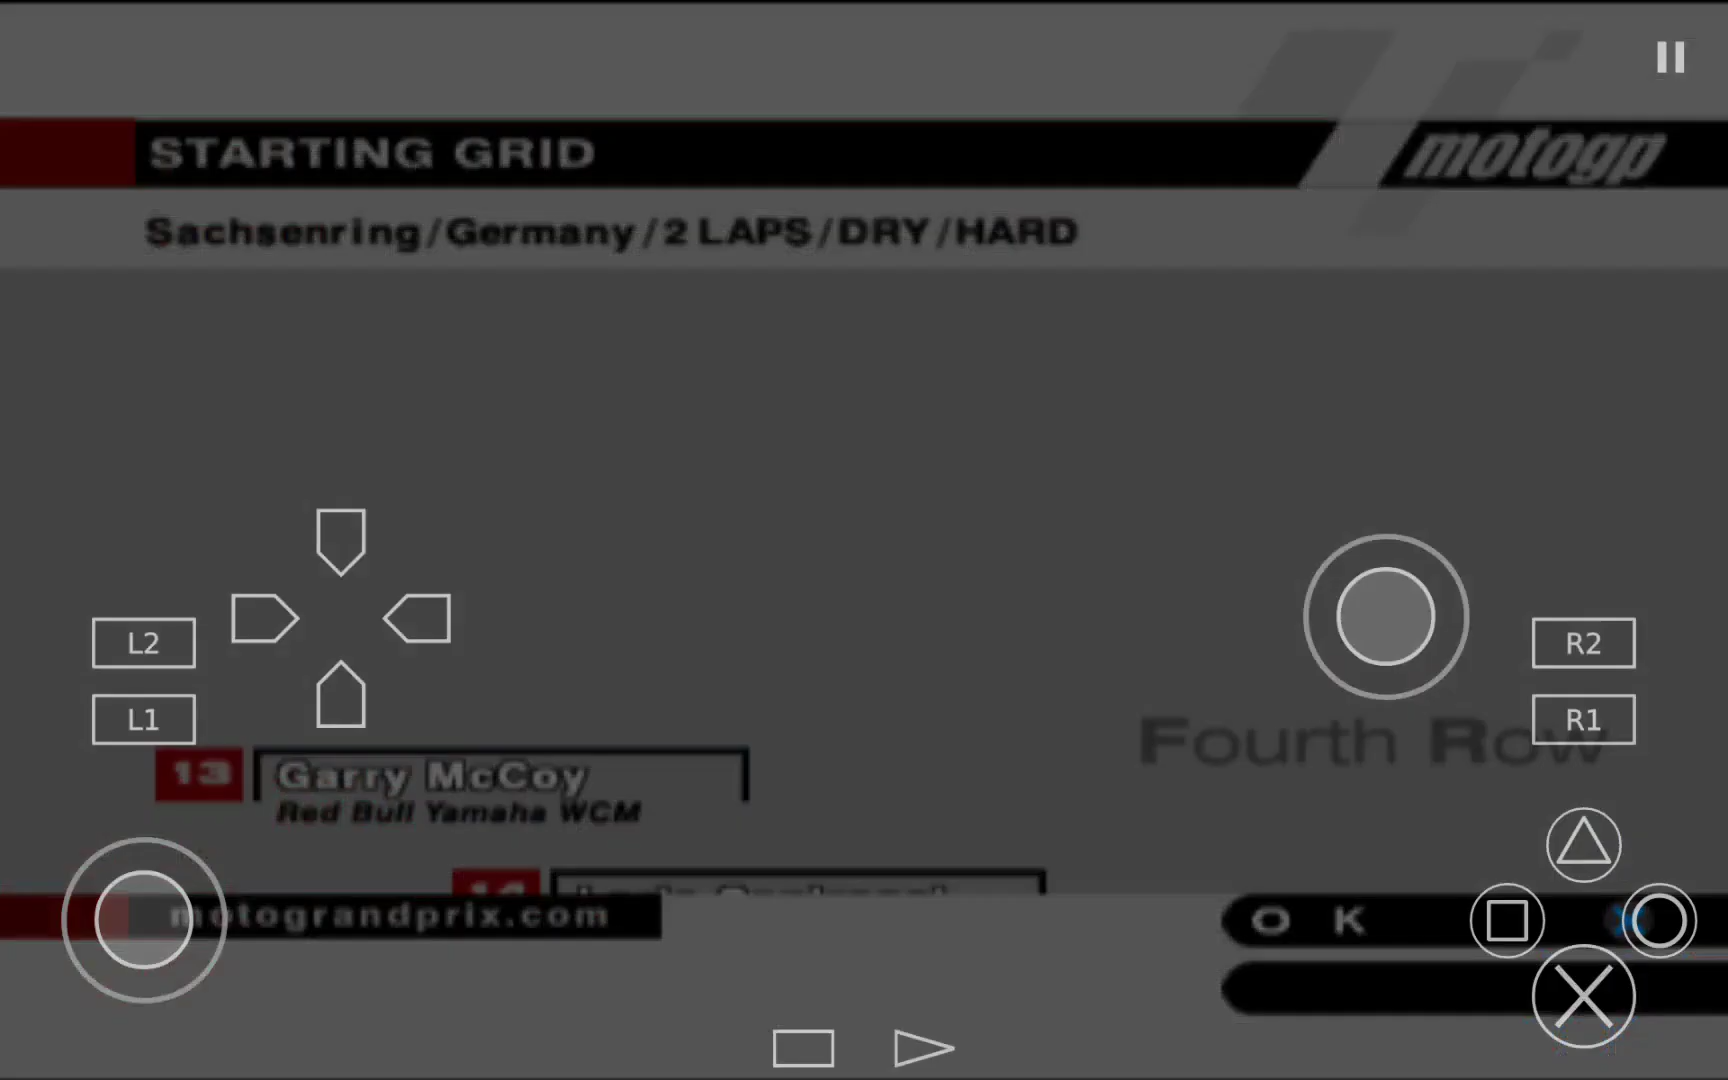 STARTING GRID
motogp
Sachsenring/Germany/2 LAPS/DRY/HARD
L2
R2
L1
R1
Fourth Row
13 Garry McCoy
Red Bull Yamaha WCM
14
motograndprix.com
O K